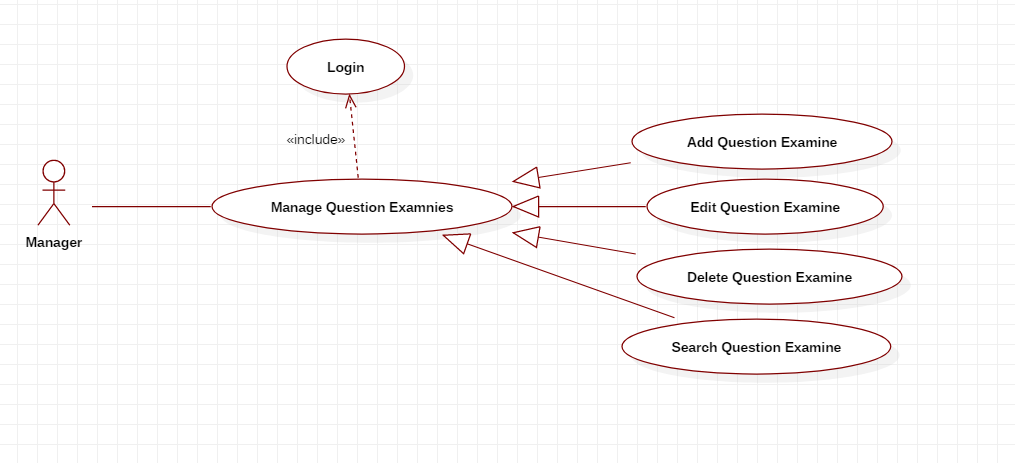 Login
«include»
Add Question Examine
Manage Question Examnies
Edit Question Examine
Manager
Delete Question Examine
Search Question Examine